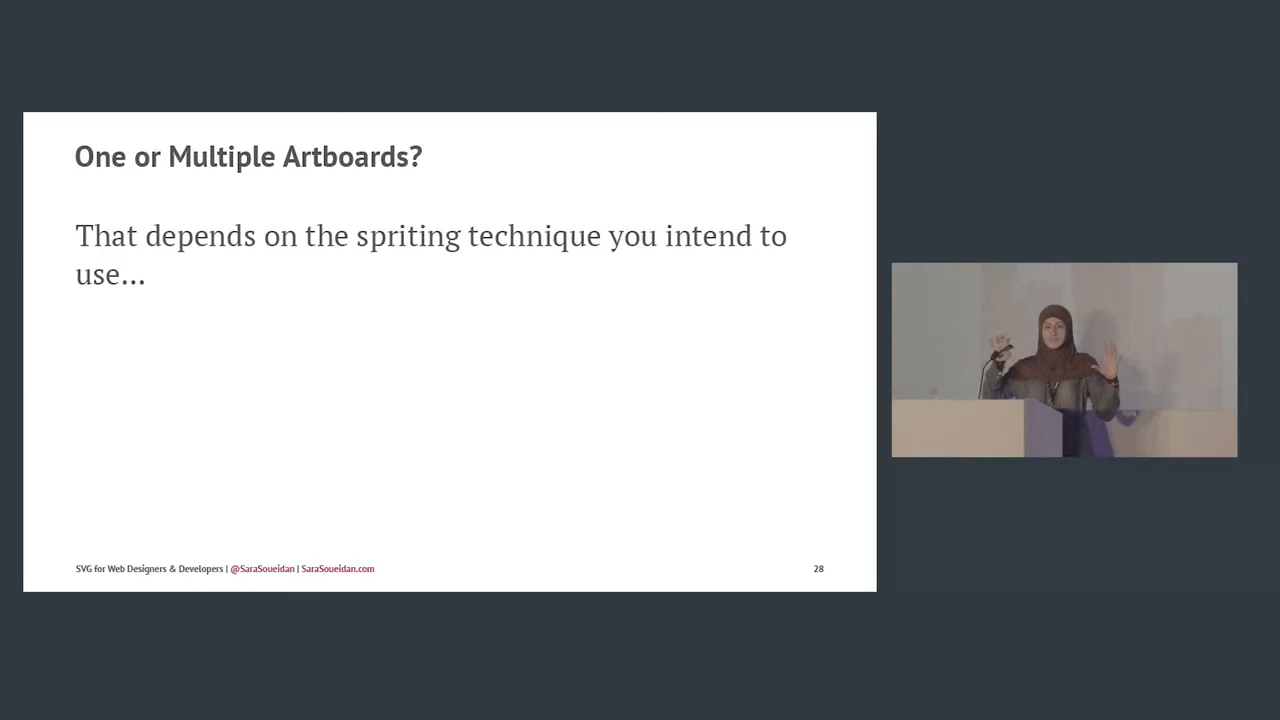 One or Multiple Artboards?
That depends on the spriting technique you intend to
use...
SVG for Web Designers & Developers | @SaraSoueidan | SaraSoueidan.com
28